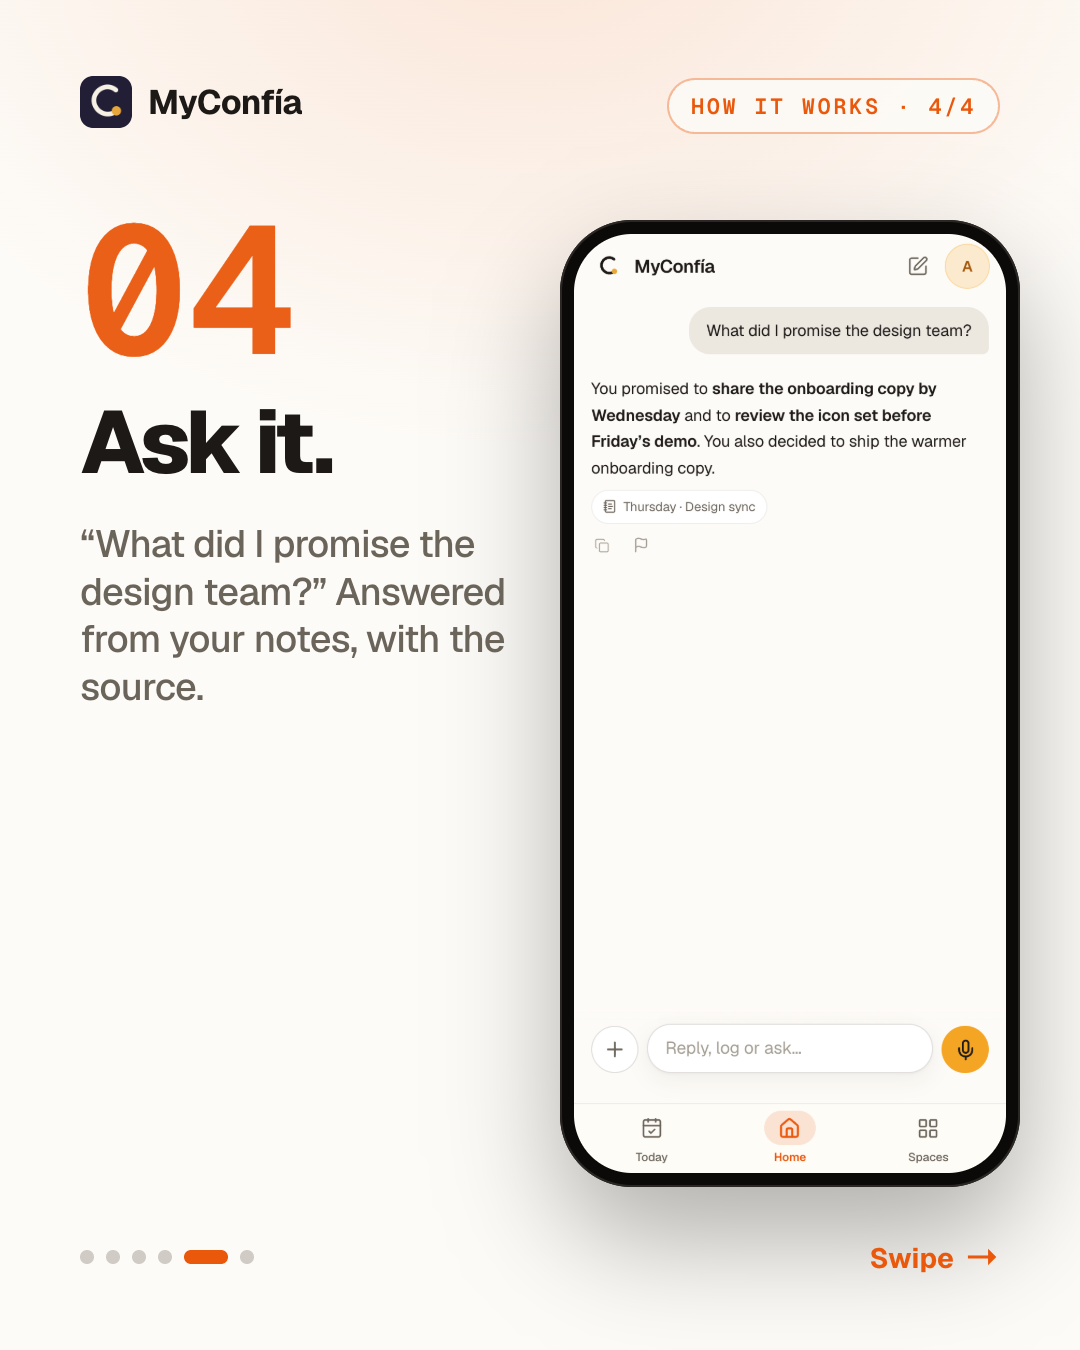 MyConfía
HOW IT WORKS · 4/4
04
Ask it.
“What did I promise the
design team?” Answered
from your notes, with the
source.
MyConfía
A
What did I promise the design team?
You promised to share the onboarding copy by
Wednesday and to review the icon set before
Friday’s demo. You also decided to ship the warmer
onboarding copy.
Thursday · Design sync
Reply, log or ask...
Today
Home
Spaces
Swipe →